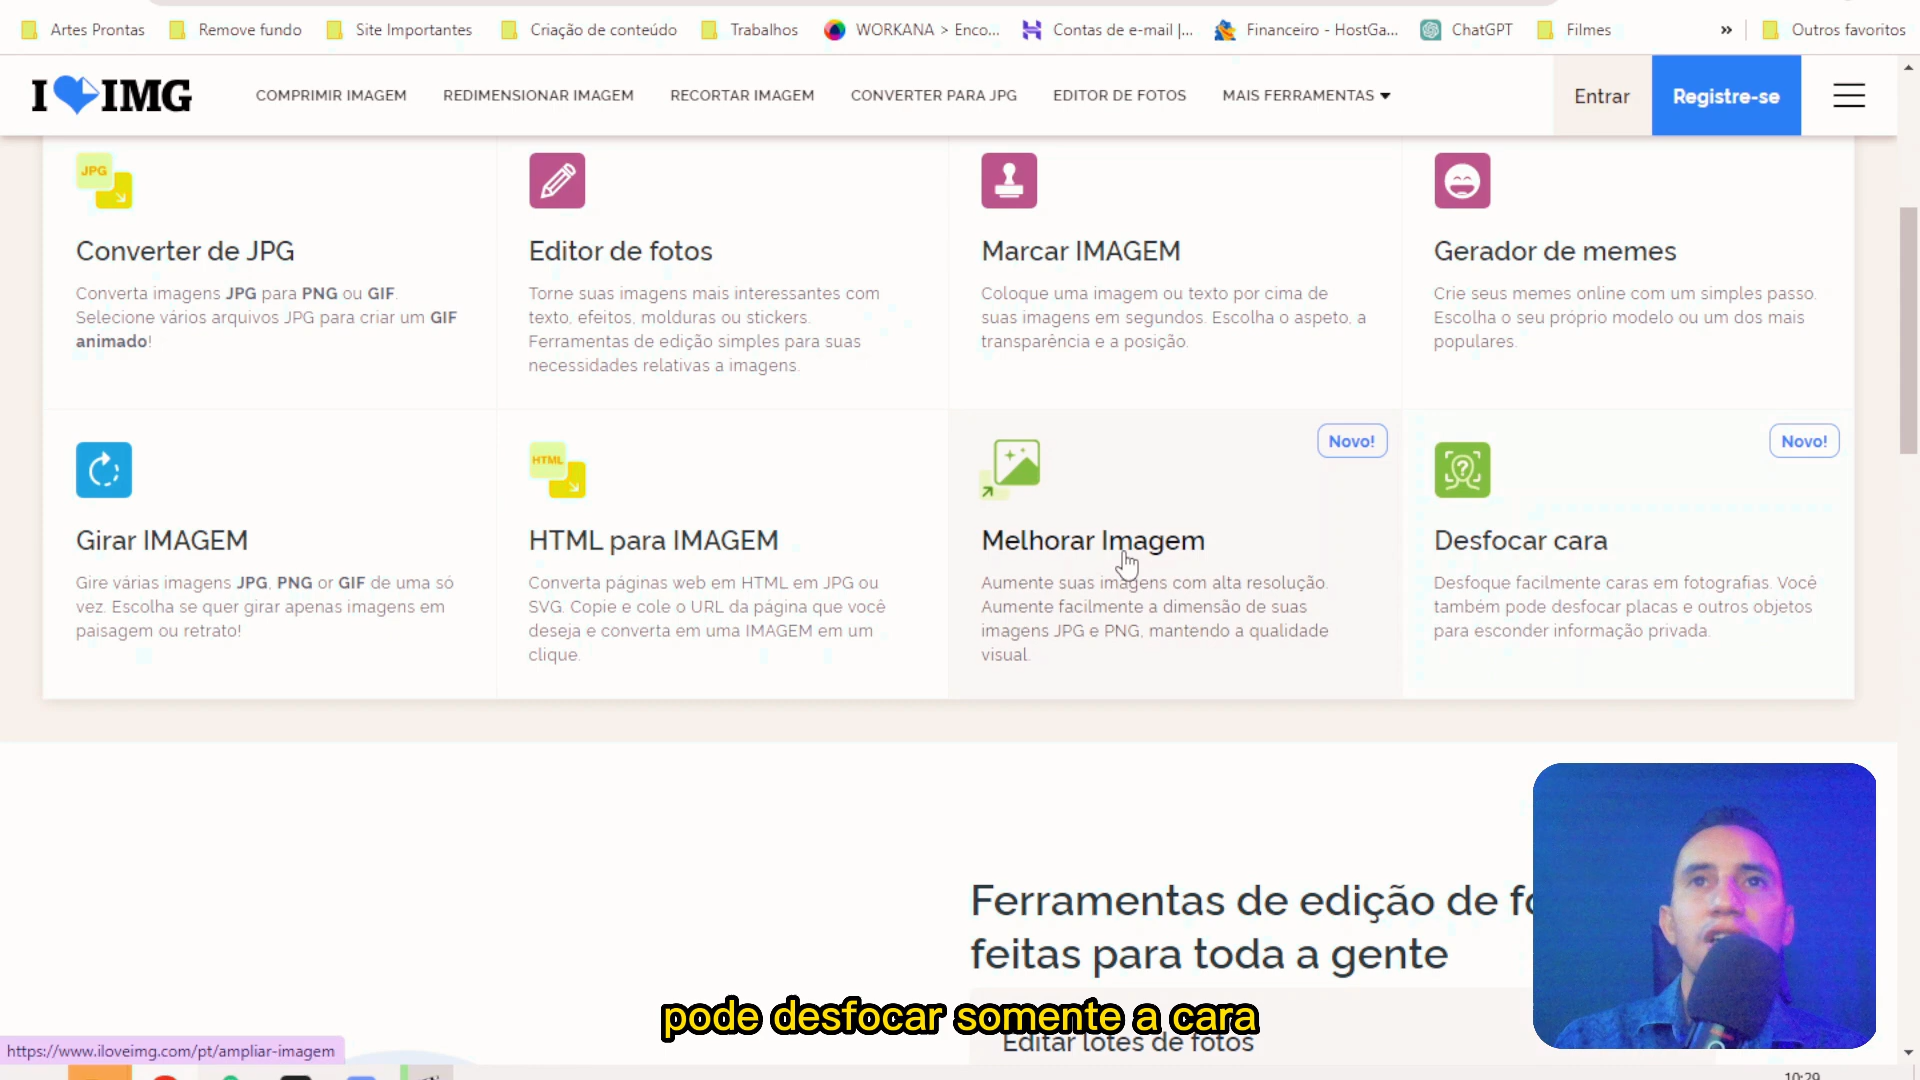 Artes Prontas
Remove fundo
Site Importantes
Criação de conteúdo
Trabalhos
WORKANA > Enco...
Contas de e-mail |...
Financeiro - HostGa...
ChatGPT
Filmes
»
Outros favoritos
I IMG
COMPRIMIR IMAGEM
REDIMENSIONAR IMAGEM
RECORTAR IMAGEM
CONVERTER PARA JPG
EDITOR DE FOTOS
MAIS FERRAMENTAS
Entrar
Registre-se
JPG
Converter de JPG
Converta imagens JPG para PNG ou GIF.
Selecione vários arquivos JPG para criar um GIF
animado!
Editor de fotos
Torne suas imagens mais interessantes com
texto, efeitos, molduras ou stickers.
Ferramentas de edição simples para suas
necessidades relativas a imagens.
Marcar IMAGEM
Coloque uma imagem ou texto por cima de
suas imagens em segundos. Escolha o aspeto, a
transparência e a posição.
Gerador de memes
Crie seus memes online com um simples passo.
Escolha o seu próprio modelo ou um dos mais
populares.
Girar IMAGEM
Gire várias imagens JPG, PNG or GIF de uma só
vez. Escolha se quer girar apenas imagens em
paisagem ou retrato!
HTML
HTML para IMAGEM
Converta páginas web em HTML em JPG ou
SVG. Copie e cole o URL da página que você
deseja e converta em uma IMAGEM em um
clique.
Novo!
Melhorar Imagem
Aumente suas imagens com alta resolução.
Aumente facilmente a dimensão de suas
imagens JPG e PNG, mantendo a qualidade
visual.
Novo!
Desfocar cara
Desfoque facilmente caras em fotografias. Você
também pode desfocar placas e outros objetos
para esconder informação privada.
Ferramentas de edição de fo
feitas para toda a gente
pode desfocar somente a cara
Editar lotes de fotos
https://www.iloveimg.com/pt/ampliar-imagem
10:29